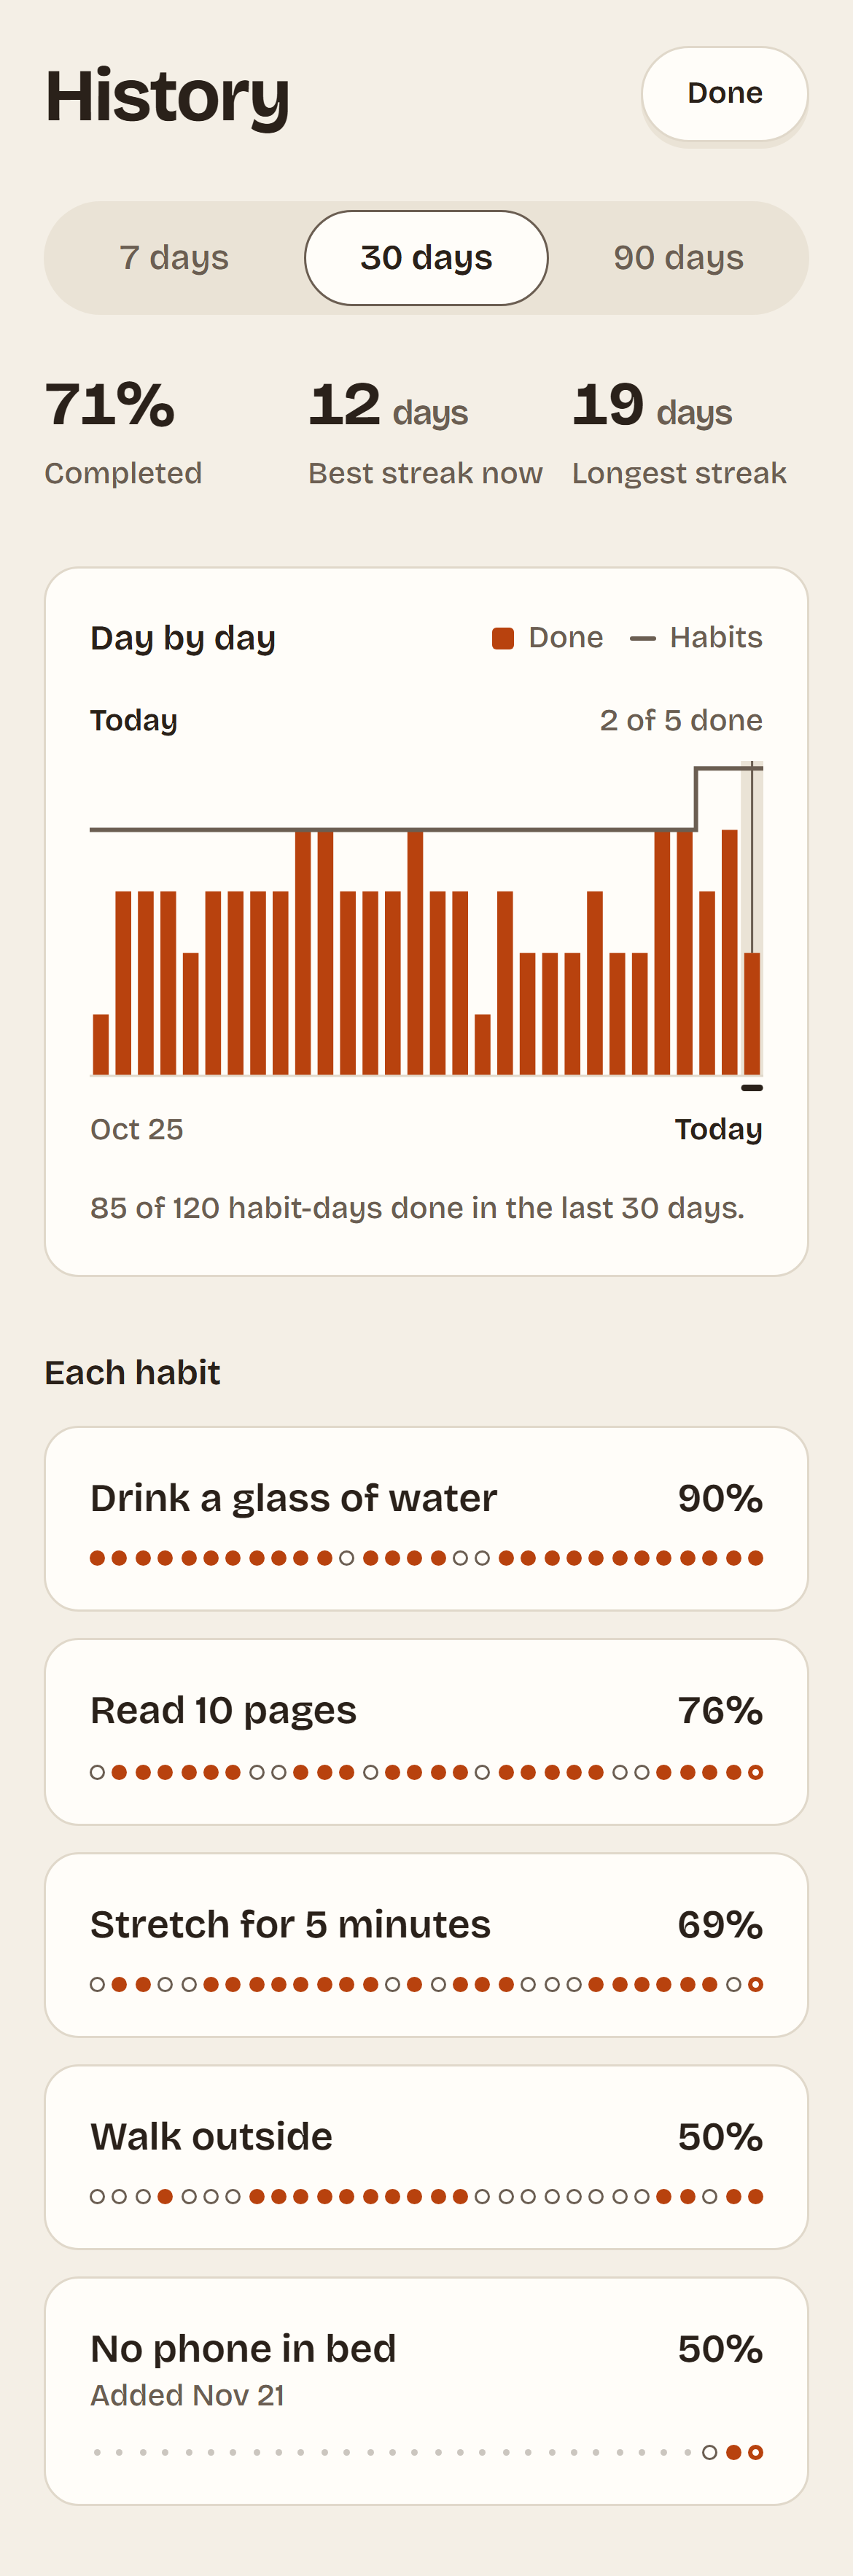 History
Done
7 days
30 days
90 days
71%
12 days
19 days
Completed
Best streak now
Longest streak
Day by day
Done
Habits
Today
2 of 5 done
Oct 25
Today
85 of 120 habit-days done in the last 30 days.
Each habit
Drink a glass of water
90%
Read 10 pages
76%
Stretch for 5 minutes
69%
Walk outside
50%
No phone in bed
50%
Added Nov 21